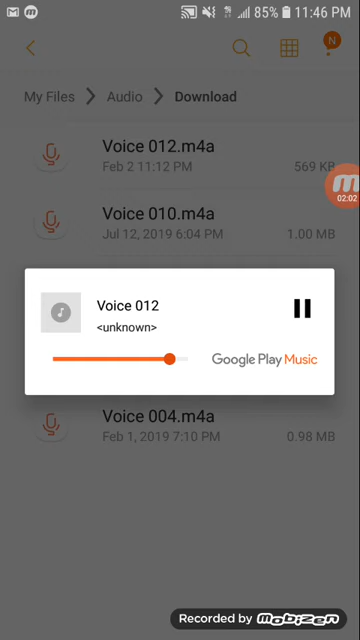 85% 11:46 PM
N
My Files Audio Download
Voice 012.m4a
Feb 2 11:12 PM 569 KB
02:02
Voice 010.m4a
Jul 12, 2019 6:04 PM 1.00 MB
Voice 012
<unknown>
Google Play Music
Voice 004.m4a
Feb 1, 2019 7:10 PM 0.98 MB
Recorded by Mobizen